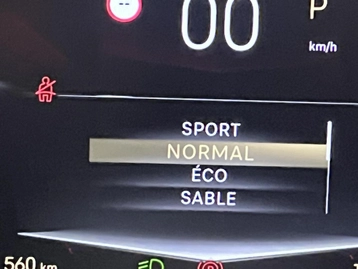 00
P
km/h
SPORT
NORMAL
ÉCO
SABLE
560 km